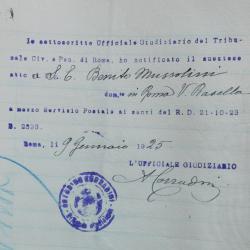 Io sottoscritto Ufficiale Giudiziario del Tribu-
nale Civ. e Pen. di Roma, ho notificato il suesteso
atto a S. E. Benito Mussolini
dom.to in Roma V. Rasella
a mezzo Servizio Postale ai sensi del R.D. 21-10-23
N. 2393.
Roma, li 9 Gennaio 1925
L'UFFICIALE GIUDIZIARIO
A. Corradini